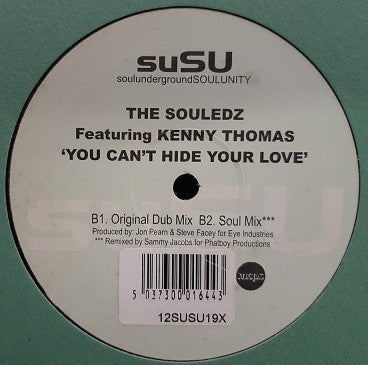 suSU
soulundergroundSOULUNITY
THE SOULEDZ
Featuring KENNY THOMAS
‘YOU CAN'T HIDE YOUR LOVE’
B1. Original Dub Mix B2. Soul Mix***
Produced by: Jon Pearn & Steve Facey for Eye Industries
*** Remixed by Sammy Jacobs for Phatboy Productions
mcps
5 037300 016443
12SUSU19X